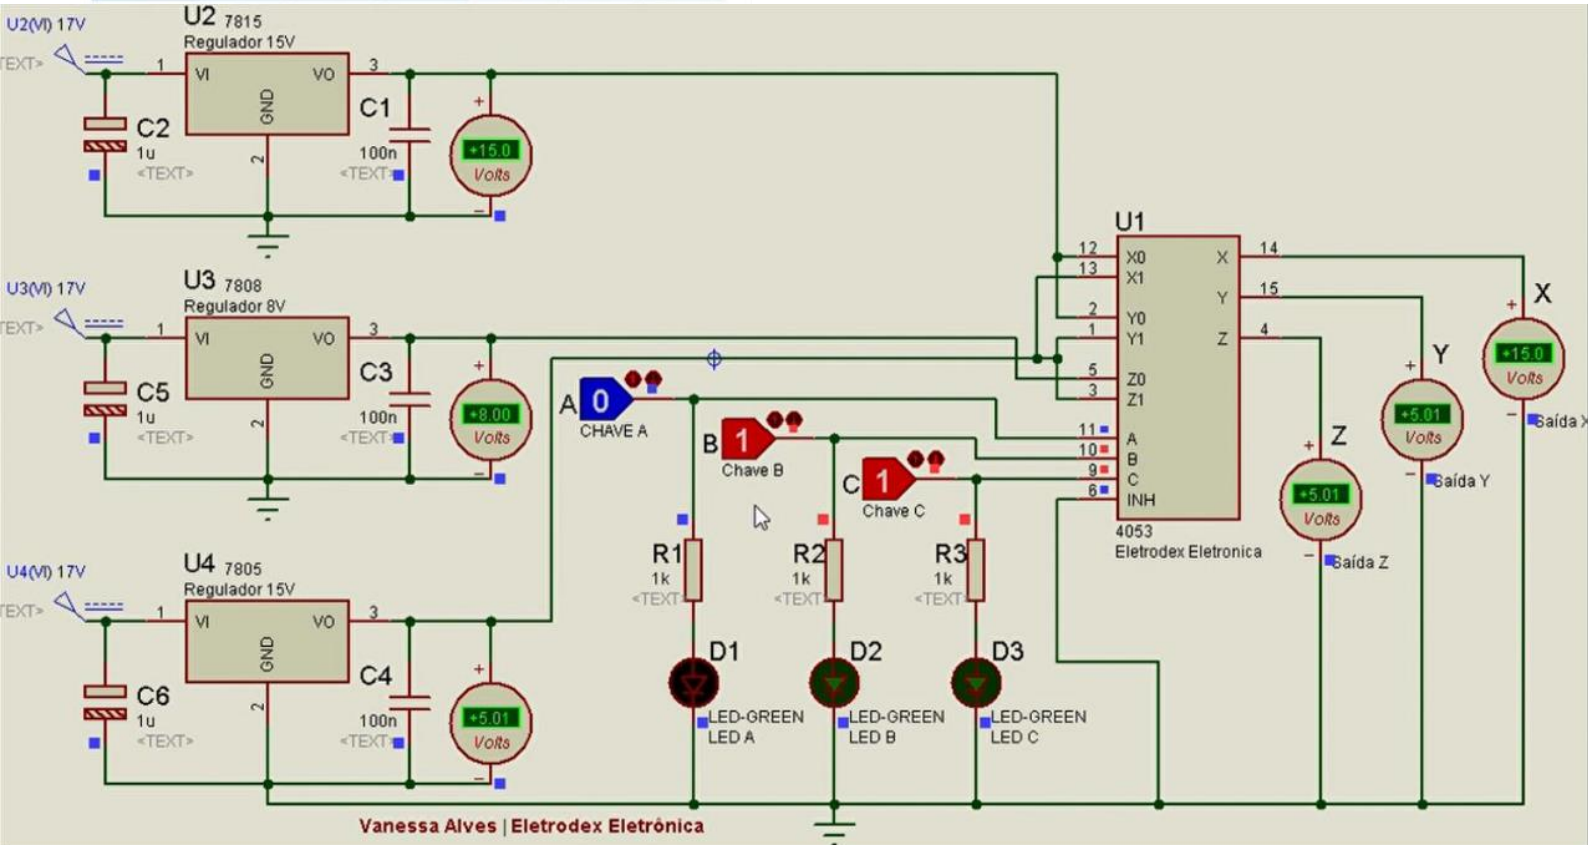 U2(VI) 17V
TEXT>
U2 7815
Regulador 15V
1 VI VO 3
GND
2
C2
1u
<TEXT>
C1
100n
<TEXT>
+
+15.0
Volts
−
U3(VI) 17V
TEXT>
U3 7808
Regulador 8V
1 VI VO 3
GND
2
C5
1u
<TEXT>
C3
100n
<TEXT>
+
+8.00
Volts
−
U4(VI) 17V
TEXT>
U4 7805
Regulador 15V
1 VI VO 3
GND
2
C6
1u
<TEXT>
C4
100n
<TEXT>
+
+5.01
Volts
−
A 0
CHAVE A
B 1
Chave B
C 1
Chave C
R1
1k
<TEXT>
R2
1k
<TEXT>
R3
1k
<TEXT>
D1
LED-GREEN
LED A
D2
LED-GREEN
LED B
D3
LED-GREEN
LED C
U1
12 X0 X 14
13 X1
Y 15
2 Y0
1 Y1 Z 4
5 Z0
3 Z1
11 A
10 B
9 C
6 INH
4053
Eletrodex Eletronica
X
+
+15.0
Volts
−
Saída X
Y
+
+5.01
Volts
−
Saída Y
Z
+
+5.01
Volts
−
Saída Z
Vanessa Alves | Eletrodex Eletrônica